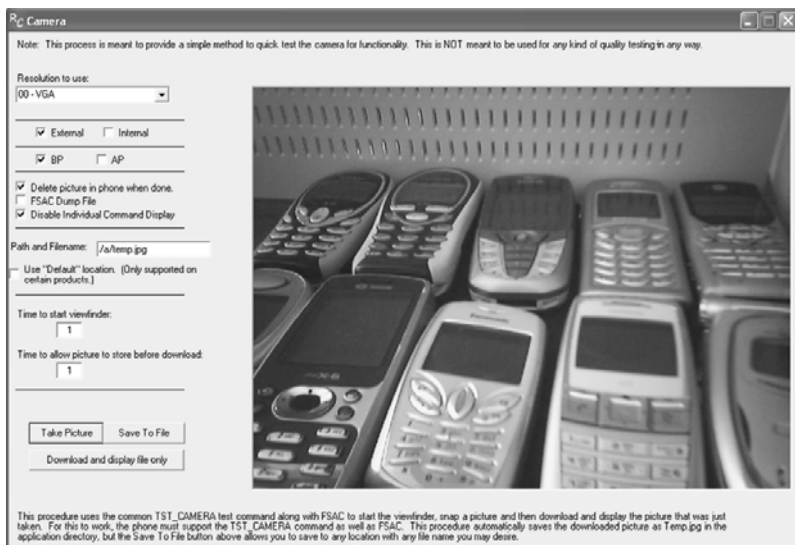 RC Camera
Note: This process is meant to provide a simple method to quick test the camera for functionality. This is NOT meant to be used for any kind of quality testing in any way.
Resolution to use:
00 - VGA
External Internal
BP AP
Delete picture in phone when done.
FSAC Dump File
Disable Individual Command Display
Path and Filename: /a/temp.jpg
Use "Default" location. (Only supported on
certain products.)
Time to start viewfinder:
1
Time to allow picture to store before download:
1
Take Picture Save To File
Download and display file only
Panasonic
This procedure uses the common TST_CAMERA test command along with FSAC to start the viewfinder, snap a picture and then download and display the picture that was just
taken. For this to work, the phone must support the TST_CAMERA command as well as FSAC. This procedure automatically saves the downloaded picture as Temp.jpg in the
application directory, but the Save To File button above allows you to save to any location with any file name you may desire.